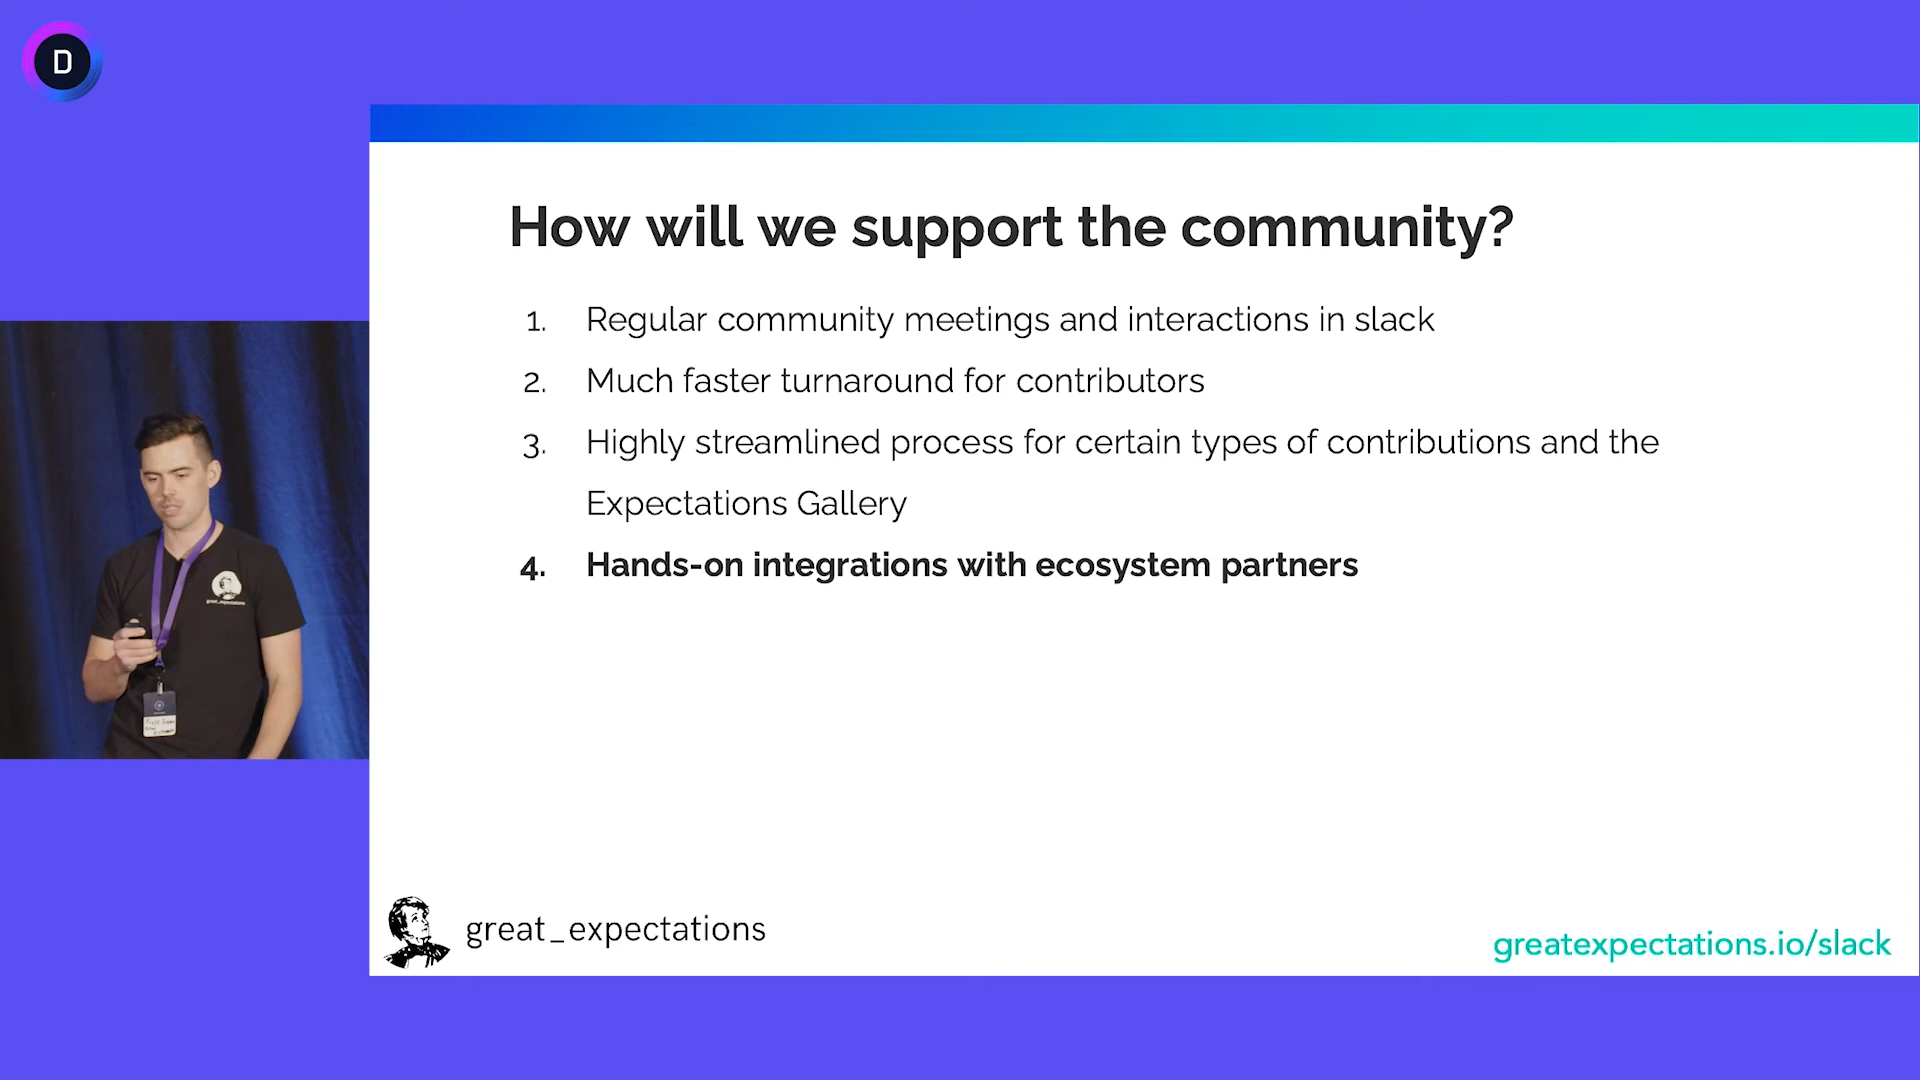 D
How will we support the community?
1. Regular community meetings and interactions in slack
2. Much faster turnaround for contributors
3. Highly streamlined process for certain types of contributions and the
Expectations Gallery
4. Hands-on integrations with ecosystem partners
great_expectations
great_expectations
greatexpectations.io/slack